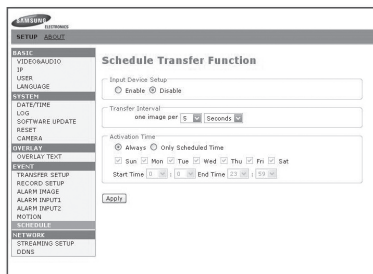 SAMSUNG
ELECTRONICS
SETUP ABOUT
BASIC
VIDEO&AUDIO
IP
USER
LANGUAGE
SYSTEM
DATE/TIME
LOG
SOFTWARE UPDATE
RESET
CAMERA
OVERLAY
OVERLAY TEXT
EVENT
TRANSFER SETUP
RECORD SETUP
ALARM IMAGE
ALARM INPUT1
ALARM INPUT2
MOTION
SCHEDULE
NETWORK
STREAMING SETUP
DDNS
Schedule Transfer Function
Input Device Setup
Enable Disable
Transfer Interval
one image per 5 Seconds
Activation Time
Always Only Scheduled Time
Sun Mon Tue Wed Thu Fri Sat
Start Time 0 : 0 End Time 23 : 59
Apply